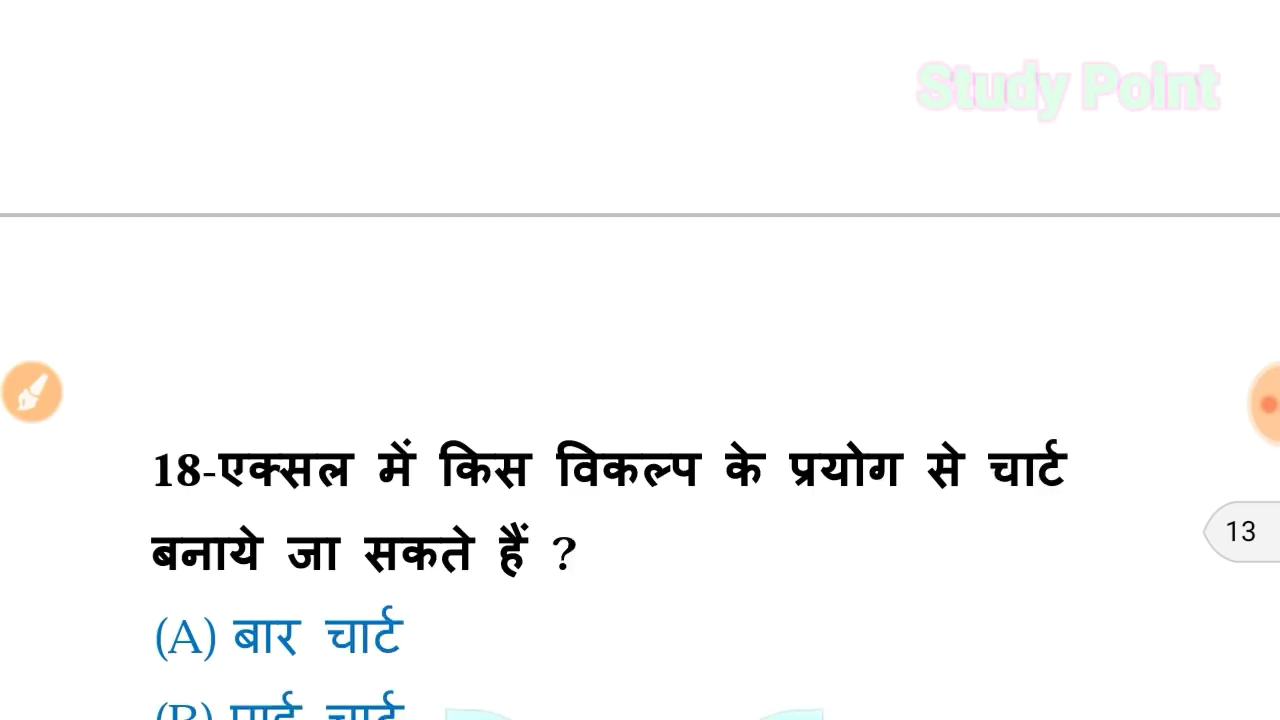 Study Point
18-एक्सल में किस विकल्प के प्रयोग से चार्ट
13
बनाये जा सकते हैं ?
(A) बार चार्ट
(B) पाई चार्ट